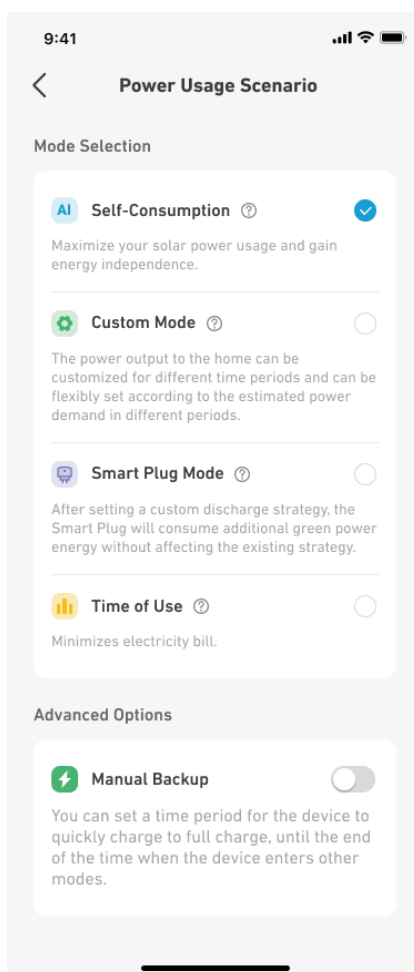 9:41
Power Usage Scenario
Mode Selection
AI Self-Consumption ?
Maximize your solar power usage and gain
energy independence.
Custom Mode ?
The power output to the home can be
customized for different time periods and can be
flexibly set according to the estimated power
demand in different periods.
Smart Plug Mode ?
After setting a custom discharge strategy, the
Smart Plug will consume additional green power
energy without affecting the existing strategy.
Time of Use ?
Minimizes electricity bill.
Advanced Options
Manual Backup
You can set a time period for the device to
quickly charge to full charge, until the end
of the time when the device enters other
modes.